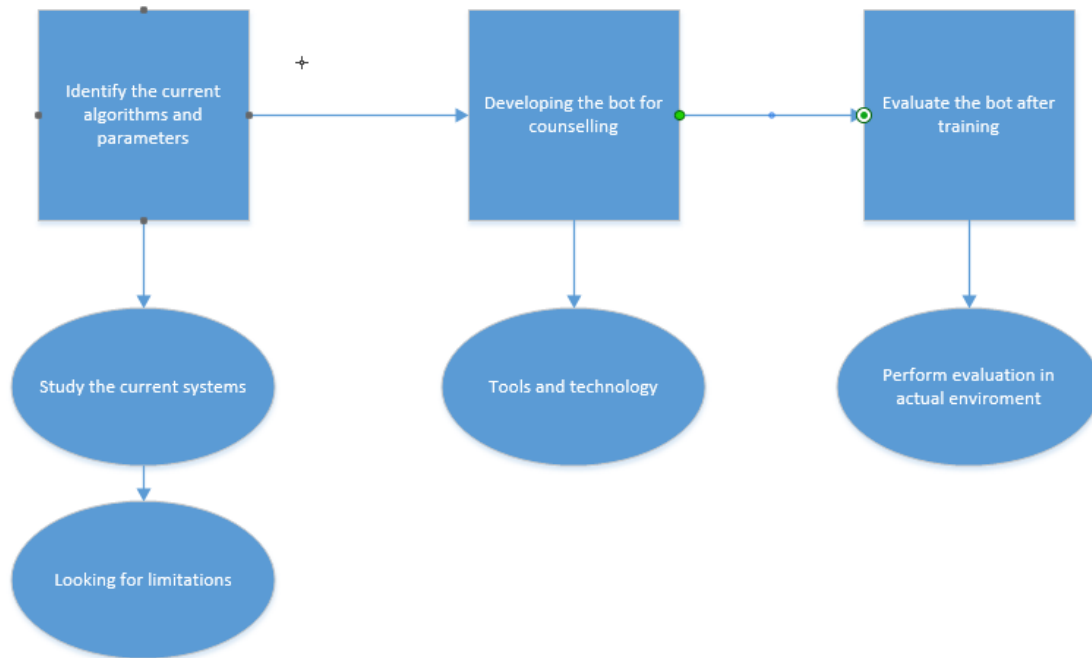 Identify the current
algorithms and
parameters
Developing the bot for
counselling
Evaluate the bot after
training
Study the current systems
Tools and technology
Perform evaluation in
actual enviroment
Looking for limitations